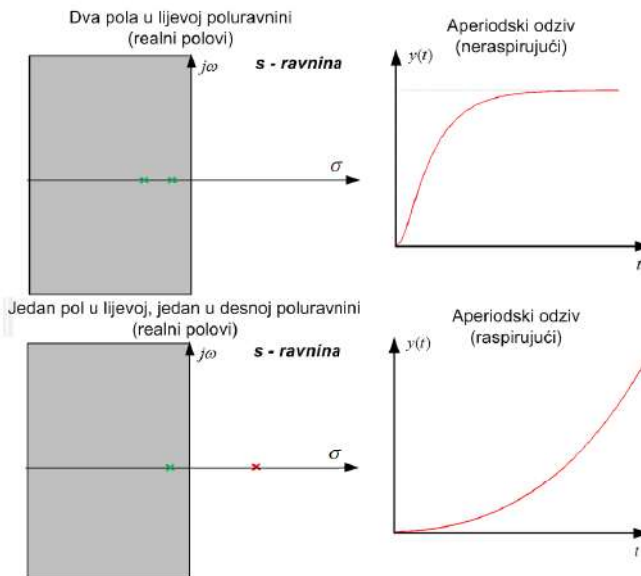 Dva pola u lijevoj poluravnini
(realni polovi)
jω
s - ravnina
σ
Aperiodski odziv
(neraspirujući)
y(t)
t
Jedan pol u lijevoj, jedan u desnoj poluravnini
(realni polovi)
jω
s - ravnina
σ
Aperiodski odziv
(raspirujući)
y(t)
t